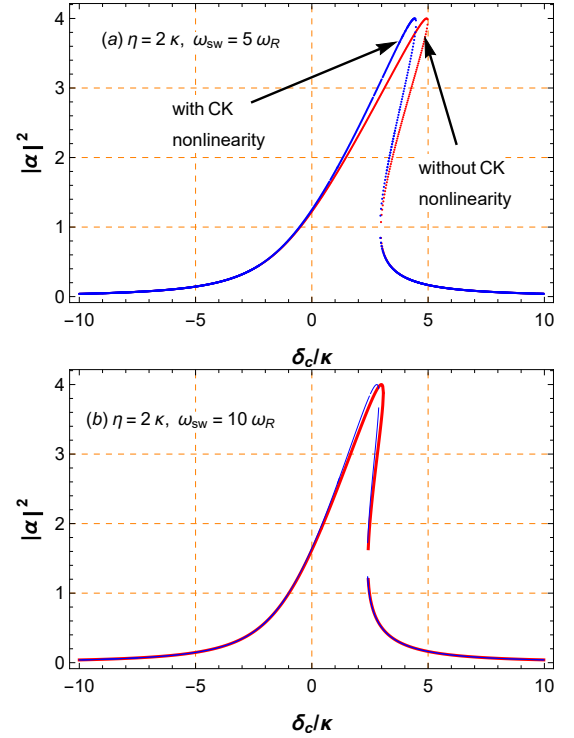 (a) η = 2 κ, ω_sw = 5 ω_R
with CK
nonlinearity
without CK
nonlinearity
|α|²
4
3
2
1
0
−10 −5 0 5 10
δ_c/κ
(b) η = 2 κ, ω_sw = 10 ω_R
|α|²
4
3
2
1
0
−10 −5 0 5 10
δ_c/κ